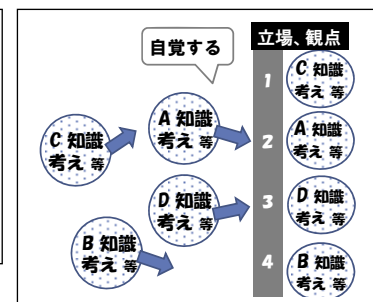 自覚する
立場、観点
C 知識
考え 等
A 知識
考え 等
D 知識
考え 等
B 知識
考え 等
1
C 知識
考え 等
2
A 知識
考え 等
3
D 知識
考え 等
4
B 知識
考え 等